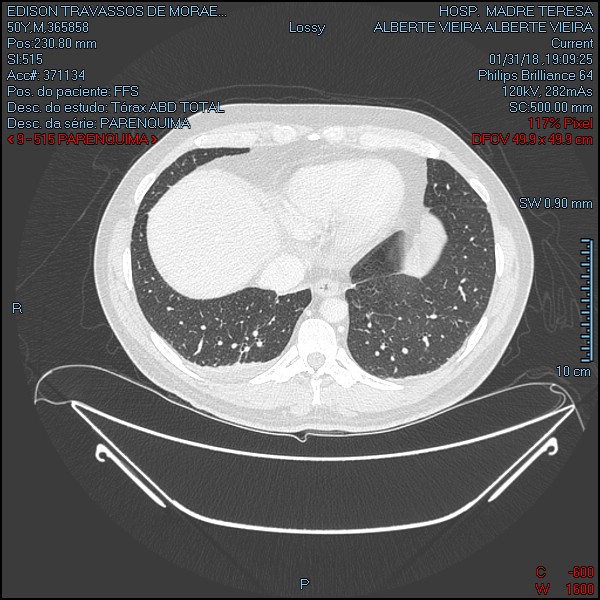 EDISON TRAVASSOS DE MORAE...
50Y,M,365858
Pos:230.80 mm
SI:515
Acc#: 371134
Pos. do paciente: FFS
Desc. do estudo: Tórax ABD TOTAL
Desc. da série: PARENQUIMA
< 9 - 515 PARENQUIMA >
Lossy
HOSP. MADRE TERESA
ALBERTE VIEIRA ALBERTE VIEIRA
Current
01/31/18 ,19:09:25
Philips Brilliance 64
120kV, 282mAs
SC:500.00 mm
117% Pixel
DFOV 49.9 x 49.9 cm
SW 0.90 mm
R
10 cm
P
C -600
W 1600